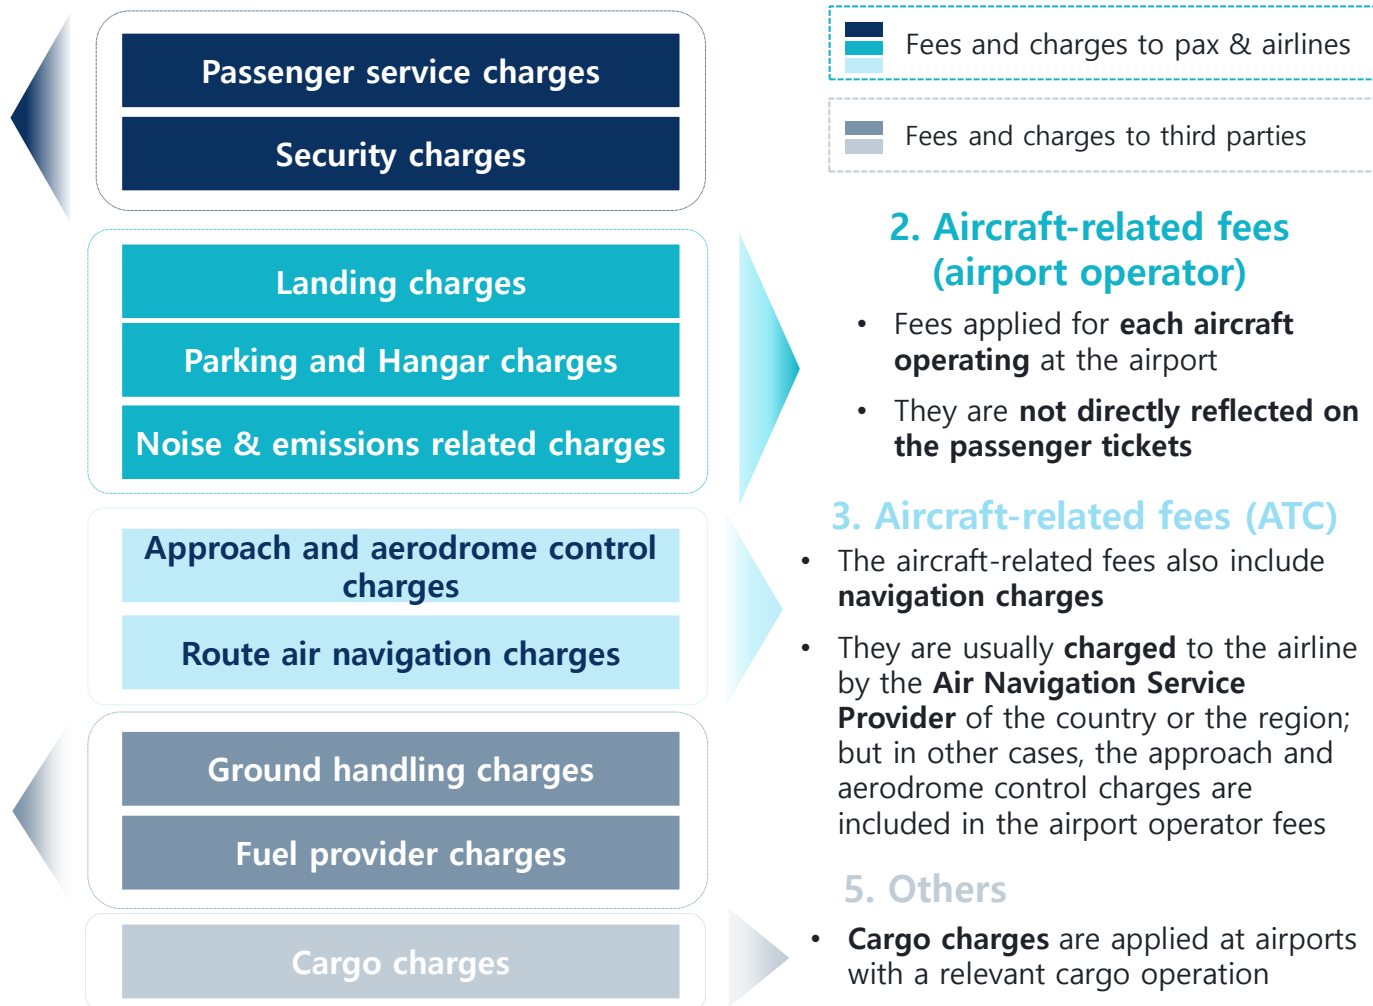 Passenger service charges
Security charges
Landing charges
Parking and Hangar charges
Noise & emissions related charges
Approach and aerodrome control
charges
Route air navigation charges
Ground handling charges
Fuel provider charges
Cargo charges
Fees and charges to pax & airlines
Fees and charges to third parties
2. Aircraft-related fees
(airport operator)
• Fees applied for each aircraft
operating at the airport
• They are not directly reflected on
the passenger tickets
3. Aircraft-related fees (ATC)
• The aircraft-related fees also include
navigation charges
• They are usually charged to the airline
by the Air Navigation Service
Provider of the country or the region;
but in other cases, the approach and
aerodrome control charges are
included in the airport operator fees
5. Others
• Cargo charges are applied at airports
with a relevant cargo operation